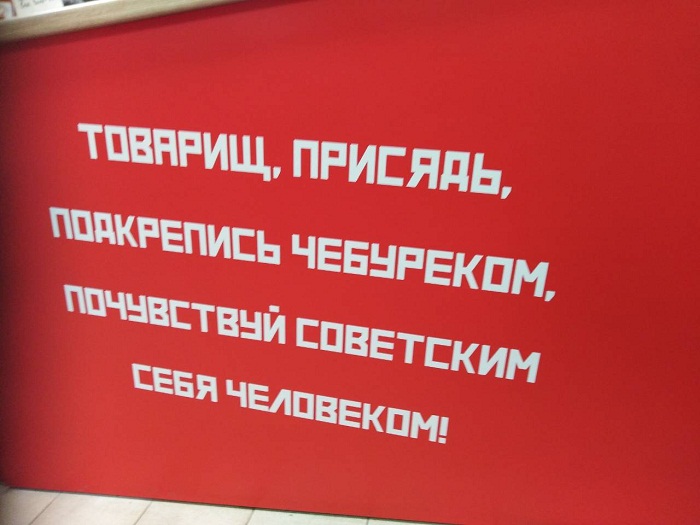 ТОВАРИЩ, ПРИСЯДЬ,
ПОДКРЕПИСЬ ЧЕБУРЕКОМ,
ПОЧУВСТВУЙ СОВЕТСКИМ
СЕБЯ ЧЕЛОВЕКОМ!